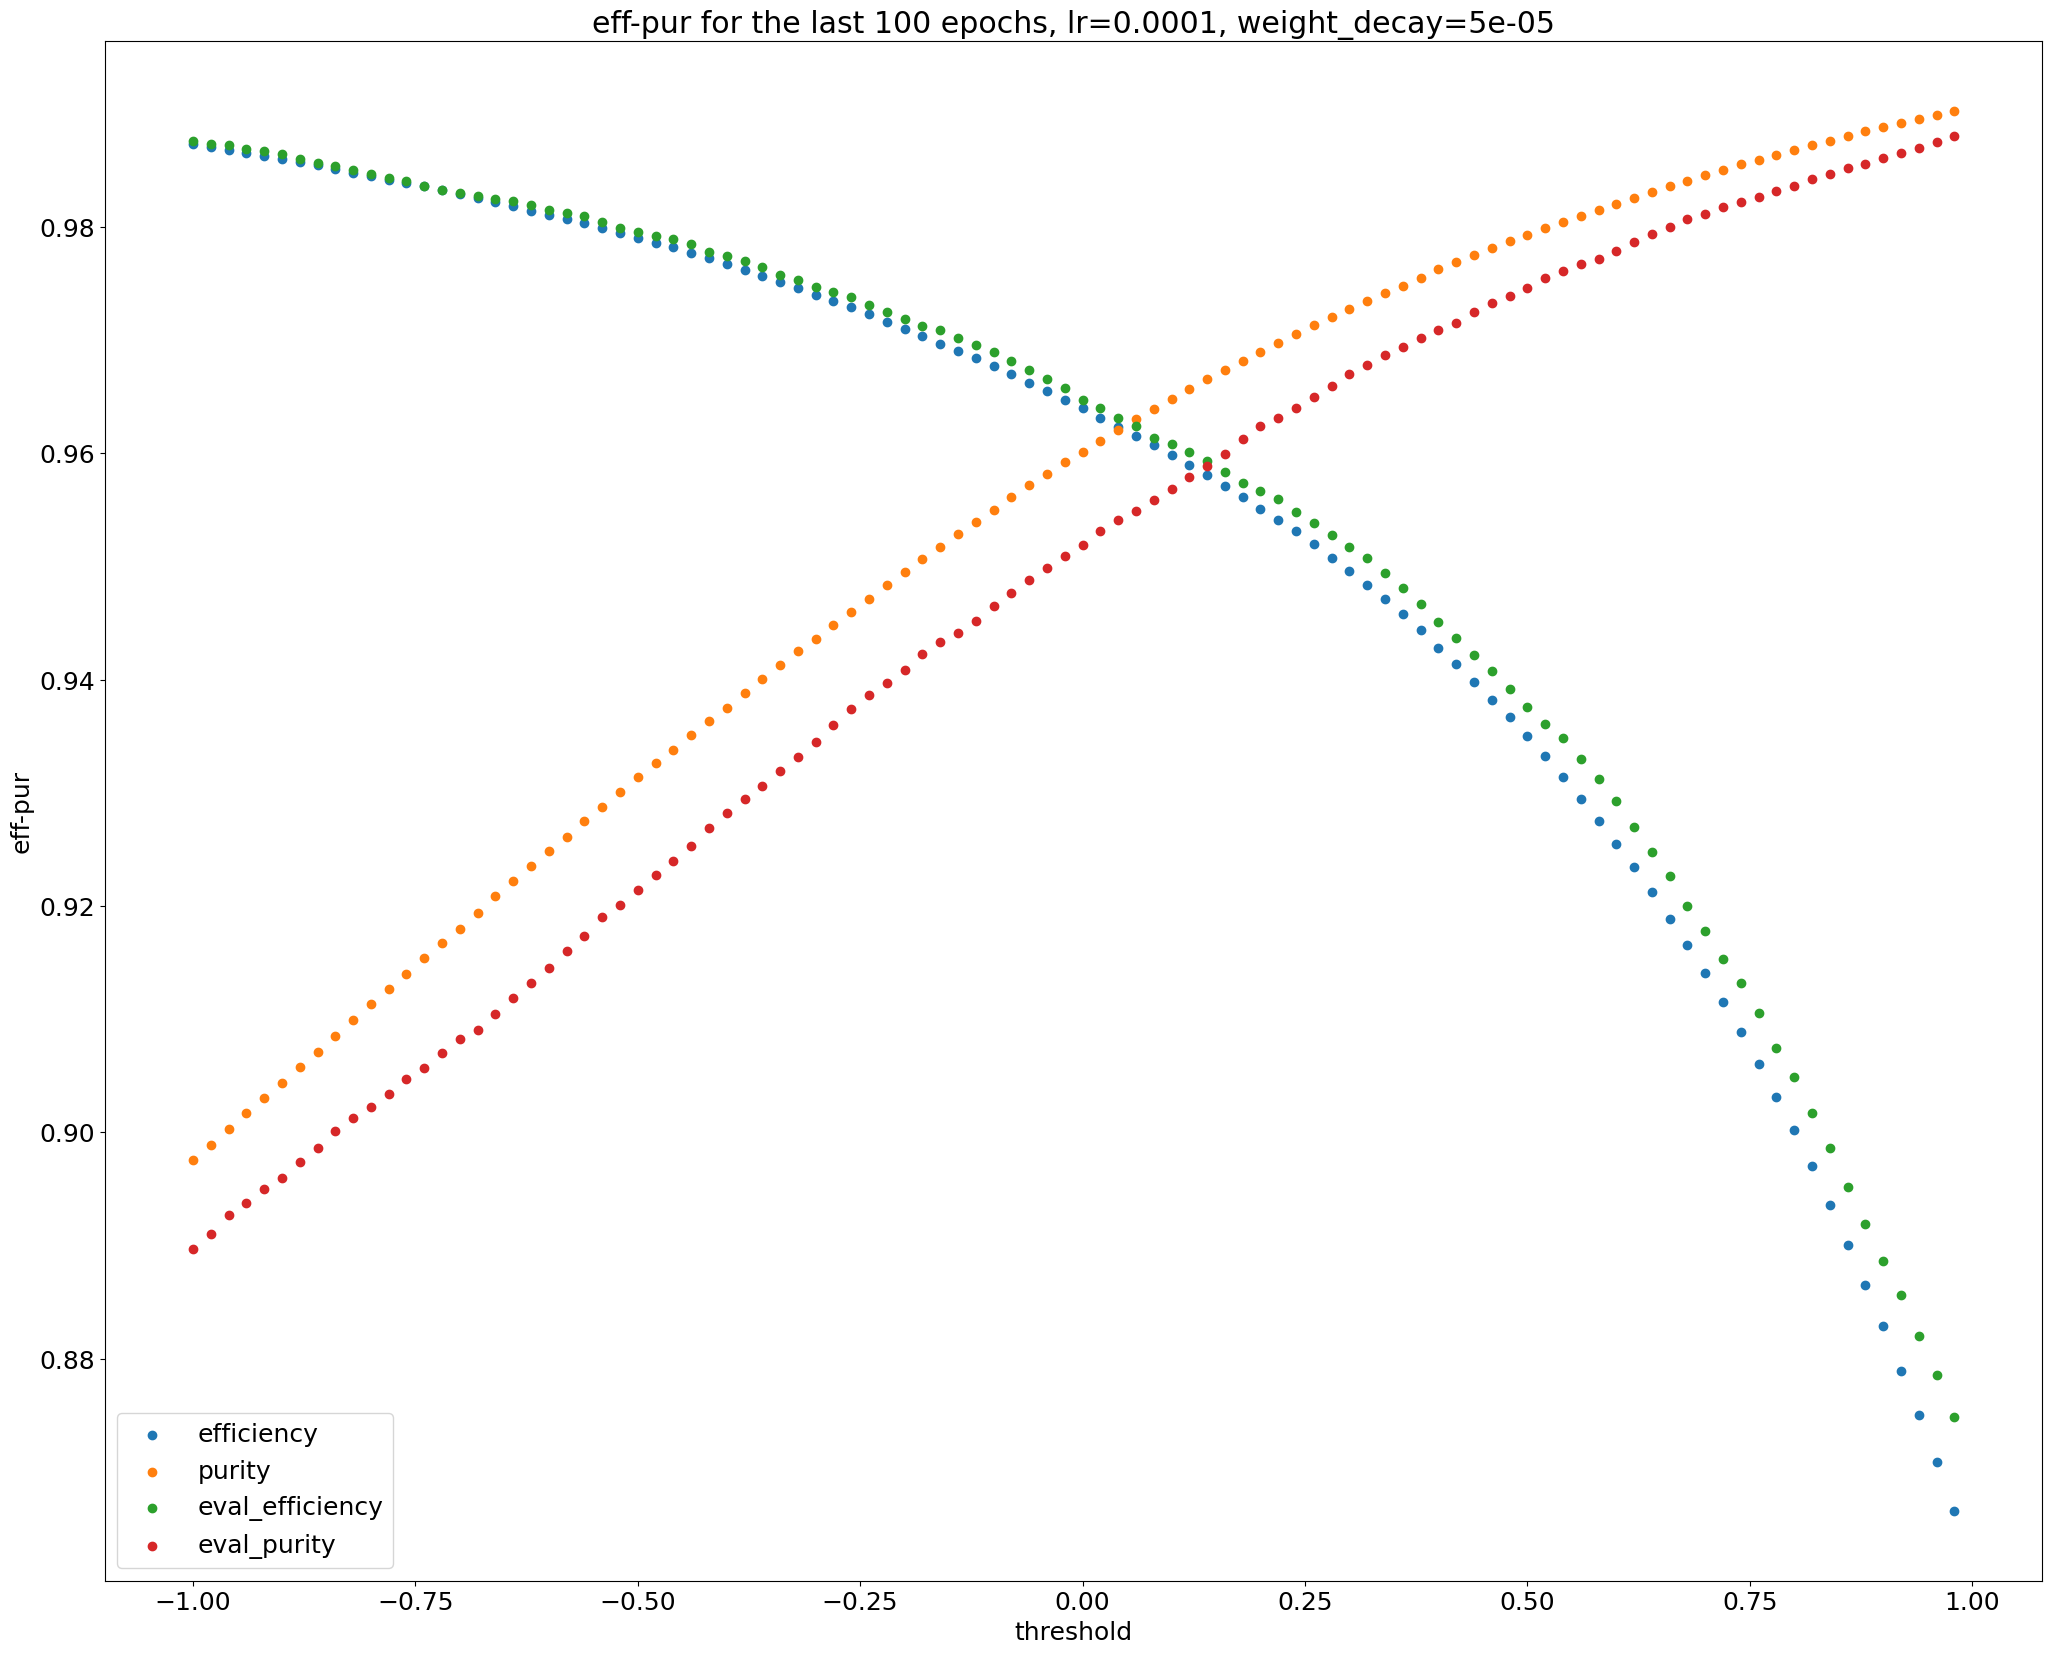 eff-pur for the last 100 epochs, lr=0.0001, weight_decay=5e-05
eff-pur
0.98
0.96
0.94
0.92
0.90
0.88
efficiency
purity
eval_efficiency
eval_purity
−1.00 −0.75 −0.50 −0.25 0.00 0.25 0.50 0.75 1.00
threshold